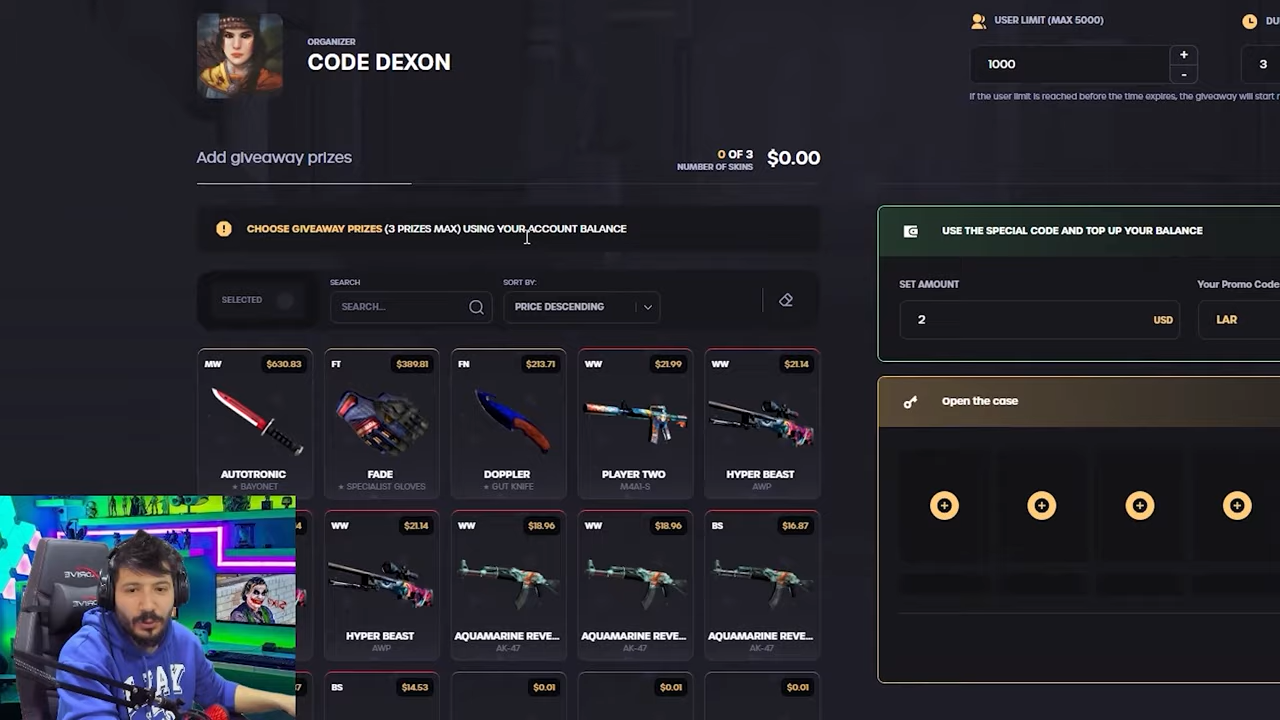 ORGANIZER
CODE DEXON
USER LIMIT (MAX 5000)
DU
1000
+
-
3
If the user limit is reached before the time expires, the giveaway will start
Add giveaway prizes
0 OF 3
NUMBER OF SKINS
$0.00
CHOOSE GIVEAWAY PRIZES (3 PRIZES MAX) USING YOUR ACCOUNT BALANCE
USE THE SPECIAL CODE AND TOP UP YOUR BALANCE
SELECTED
SEARCH
SEARCH...
SORT BY:
PRICE DESCENDING
SET AMOUNT
Your Promo Code
2
USD
LAR
MW
$630.83
AUTOTRONIC
★ BAYONET
FT
$389.81
FADE
★ SPECIALIST GLOVES
FN
$213.71
DOPPLER
★ GUT KNIFE
WW
$21.99
PLAYER TWO
M4A1-S
WW
$21.14
HYPER BEAST
AWP
Open the case
WW
$21.14
HYPER BEAST
AWP
WW
$18.96
AQUAMARINE REVE...
AK-47
WW
$18.96
AQUAMARINE REVE...
AK-47
BS
$16.87
AQUAMARINE REVE...
AK-47
BS
$14.53
$0.01
$0.01
$0.01